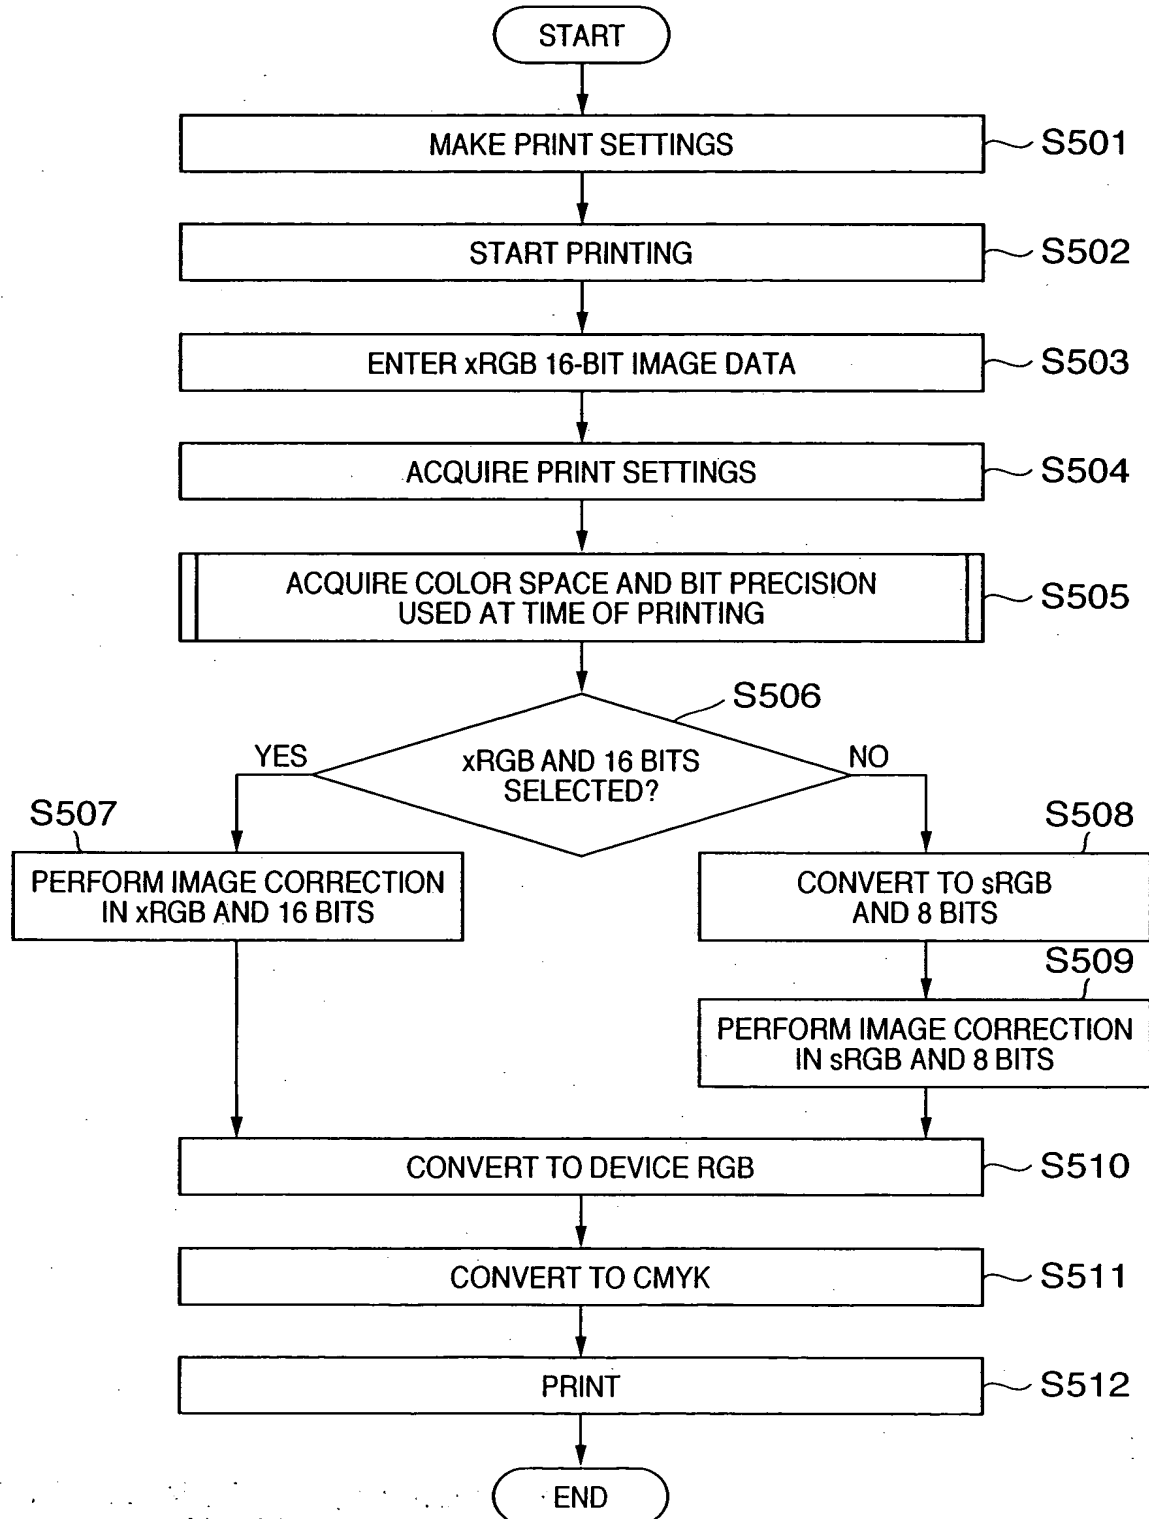 START
MAKE PRINT SETTINGS
S501
START PRINTING
S502
ENTER xRGB 16-BIT IMAGE DATA
S503
ACQUIRE PRINT SETTINGS
S504
ACQUIRE COLOR SPACE AND BIT PRECISION
USED AT TIME OF PRINTING
S505
S506
YES
xRGB AND 16 BITS
SELECTED?
NO
S507
PERFORM IMAGE CORRECTION
IN xRGB AND 16 BITS
S508
CONVERT TO sRGB
AND 8 BITS
S509
PERFORM IMAGE CORRECTION
IN sRGB AND 8 BITS
CONVERT TO DEVICE RGB
S510
CONVERT TO CMYK
S511
PRINT
S512
END